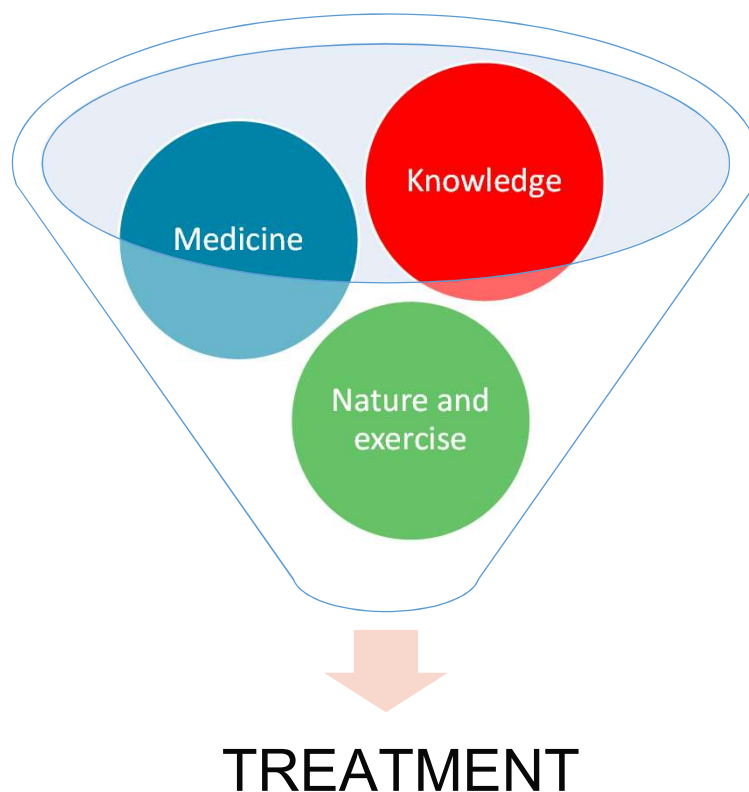 Knowledge
Medicine
Nature and
exercise
TREATMENT